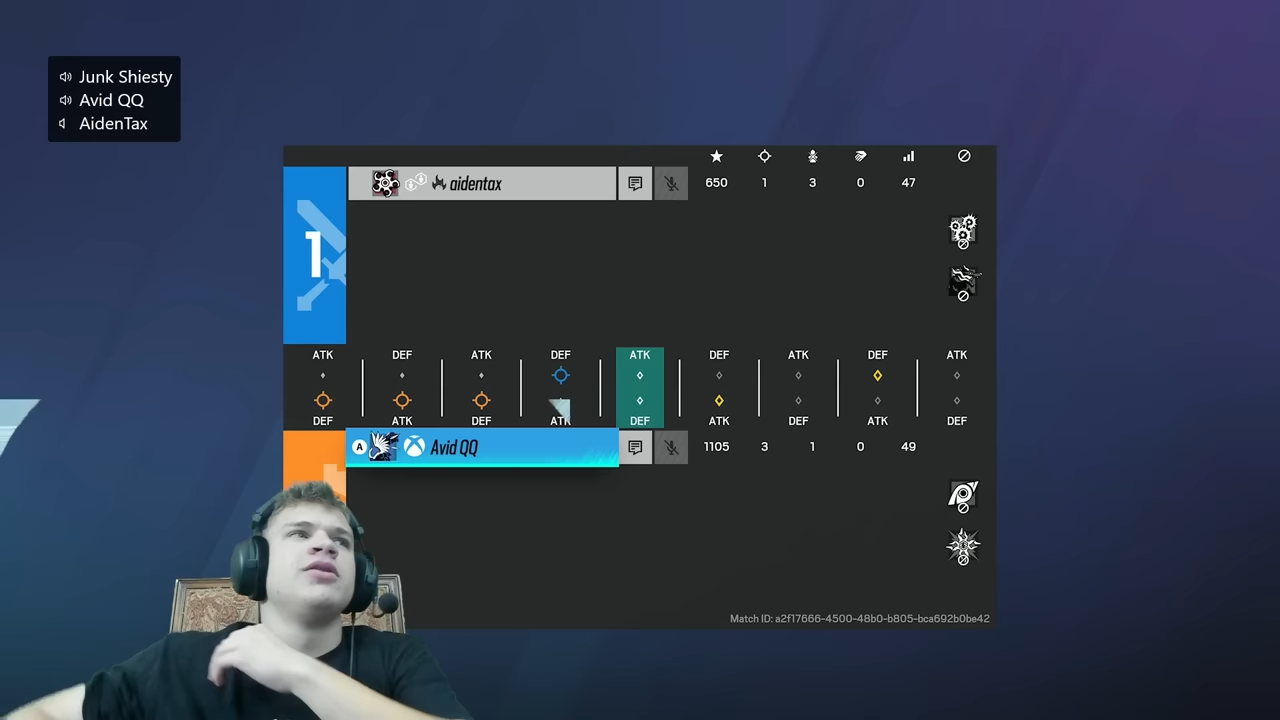 Junk Shiesty
Avid QQ
AidenTax
1
aidentax
650 1 3 0 47
ATK DEF ATK DEF ATK DEF ATK DEF ATK
DEF ATK DEF ATK DEF ATK DEF ATK DEF
A Avid QQ
1105 3 1 0 49
Match ID: a2f17666-4500-48b0-b805-bca692b0be42